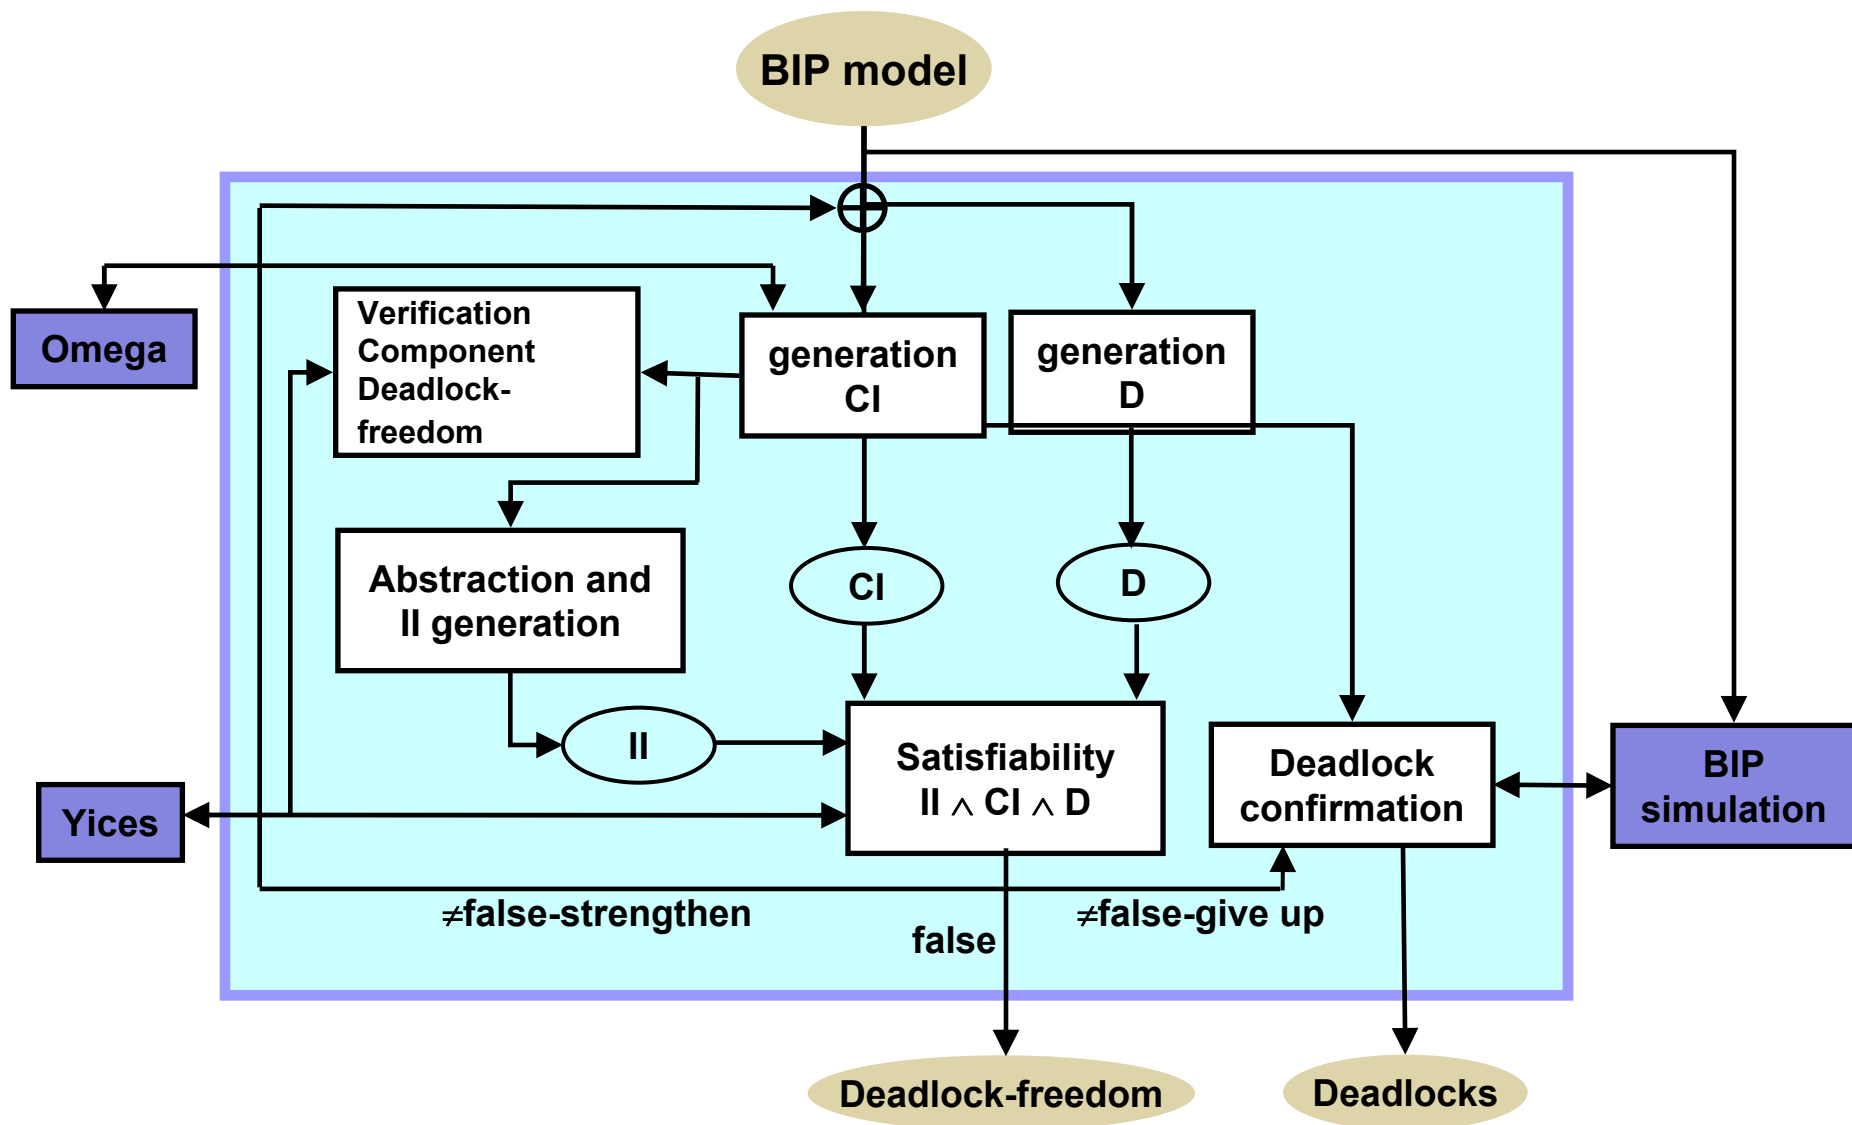 BIP model
Omega
Verification
Component
Deadlock-
freedom
generation
CI
generation
D
Abstraction and
II generation
CI
D
II
Satisfiability
II ∧ CI ∧ D
Deadlock
confirmation
BIP
simulation
Yices
≠false-strengthen
≠false-give up
false
Deadlock-freedom
Deadlocks